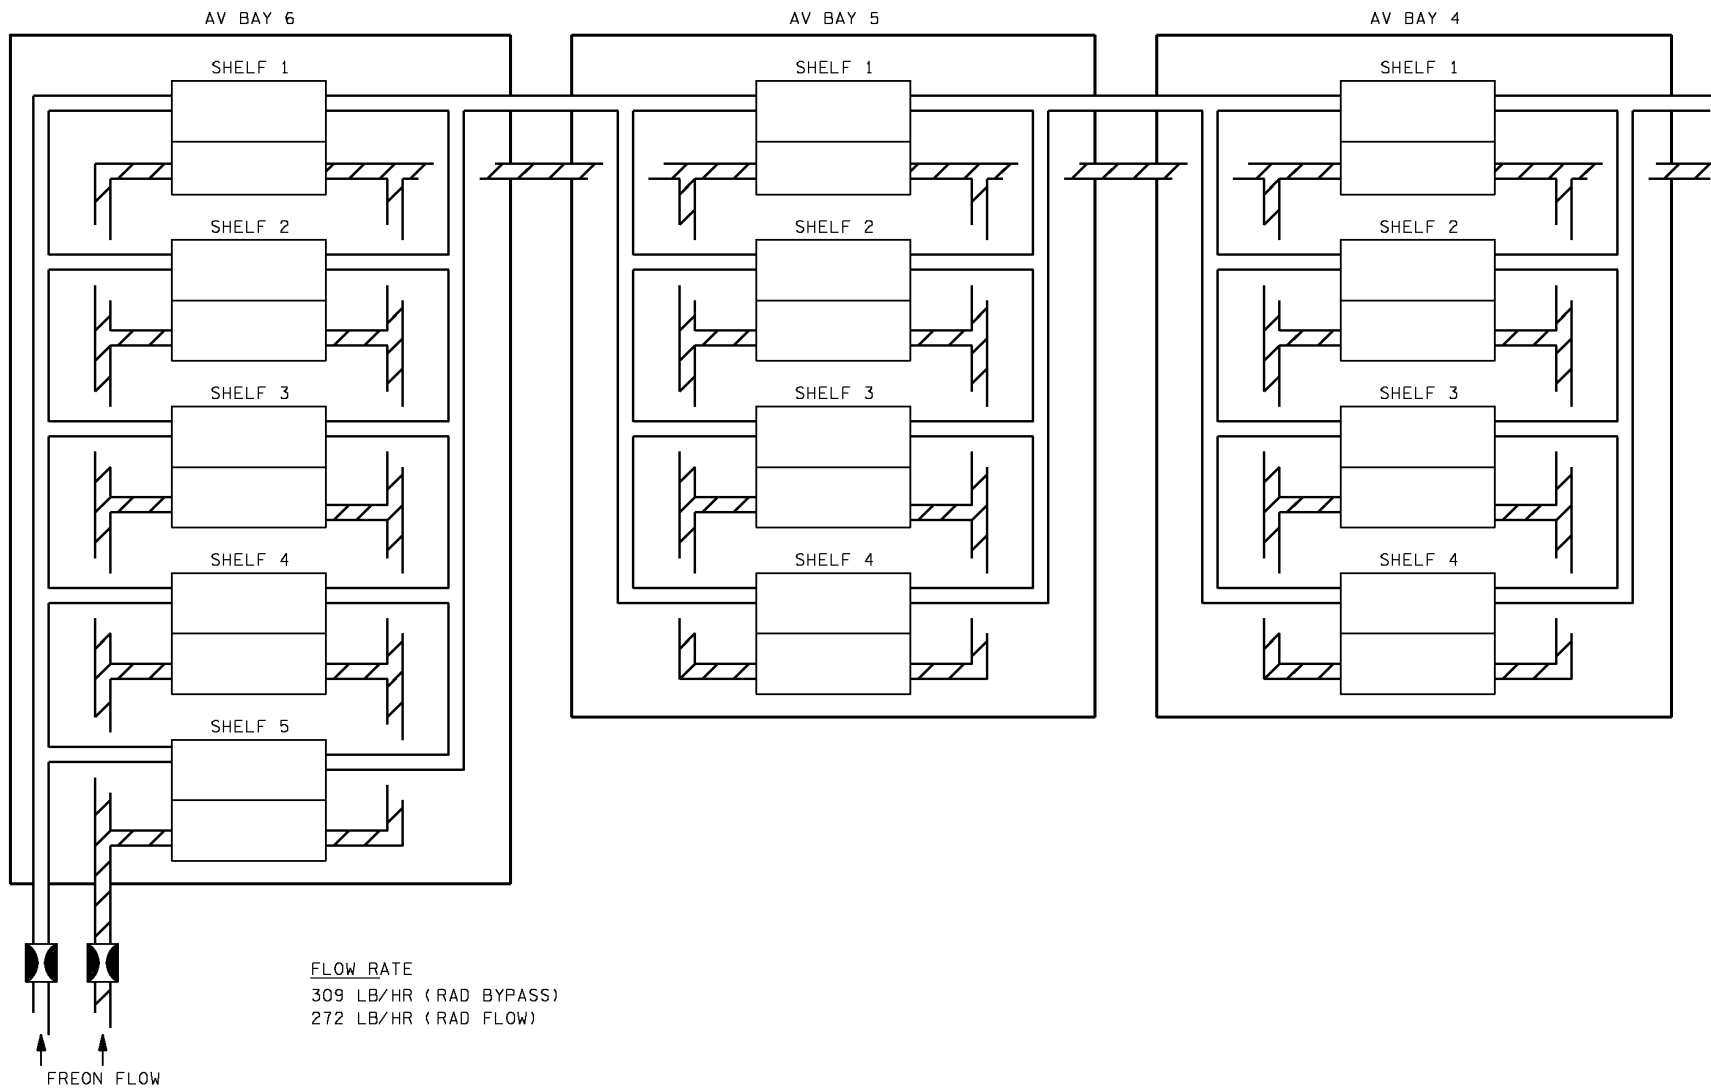 AV BAY 6
AV BAY 5
AV BAY 4
SHELF 1
SHELF 1
SHELF 1
SHELF 2
SHELF 2
SHELF 2
SHELF 3
SHELF 3
SHELF 3
SHELF 4
SHELF 4
SHELF 4
SHELF 5
FLOW RATE
309 LB/HR (RAD BYPASS)
272 LB/HR (RAD FLOW)
FREON FLOW